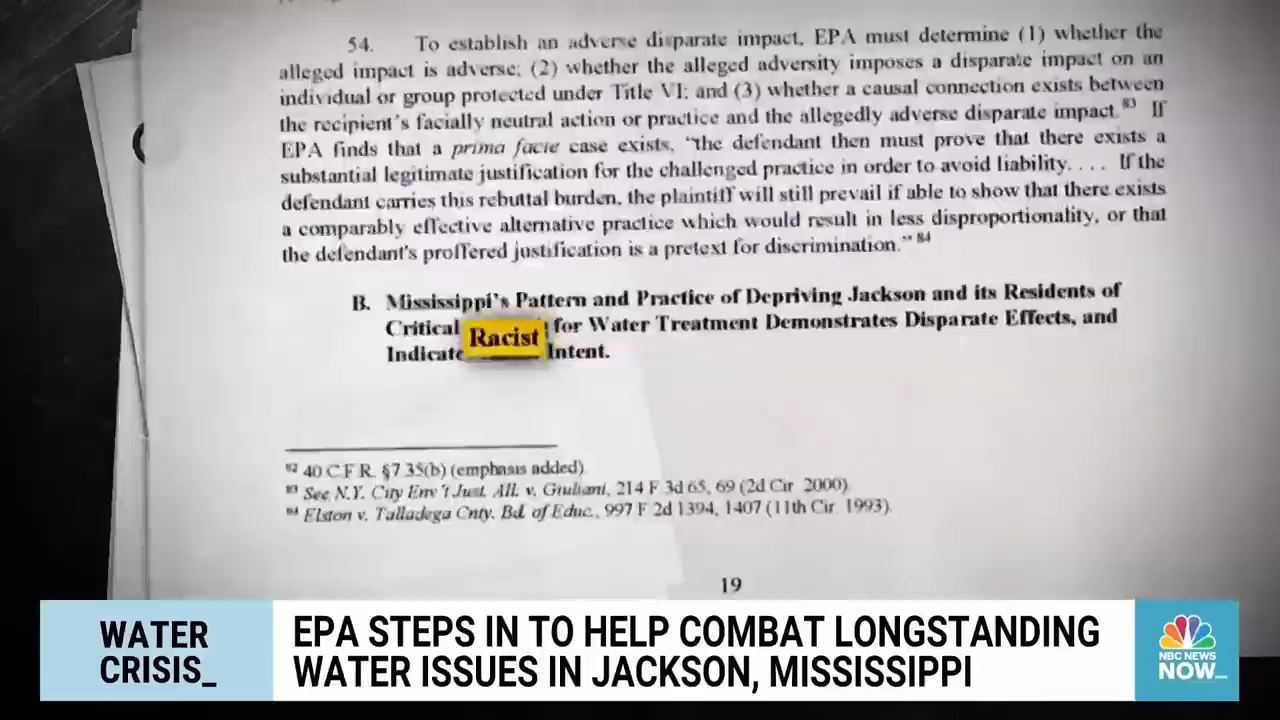 54. To establish an adverse disparate impact, EPA must determine (1) whether the
alleged impact is adverse; (2) whether the alleged adversity imposes a disparate impact on an
individual or group protected under Title VI; and (3) whether a causal connection exists between
the recipient's facially neutral action or practice and the allegedly adverse disparate impact.83 If
EPA finds that a prima facie case exists, "the defendant then must prove that there exists a
substantial legitimate justification for the challenged practice in order to avoid liability. . . . If the
defendant carries this rebuttal burden, the plaintiff will still prevail if able to show that there exists
a comparably effective alternative practice which would result in less disproportionality, or that
the defendant's proffered justification is a pretext for discrimination." 84
B. Mississippi's Pattern and Practice of Depriving Jackson and its Residents of
Critical for Water Treatment Demonstrates Disparate Effects, and
Indicate Racist Intent.
82 40 C.F.R. §7.35(b) (emphasis added)
83 See N.Y. City Env't Just. All. v. Giuliani, 214 F.3d 65, 69 (2d Cir. 2000)
84 Elston v. Talladega Cnty. Bd. of Educ., 997 F.2d 1394, 1407 (11th Cir. 1993).
19
WATER
CRISIS_
EPA STEPS IN TO HELP COMBAT LONGSTANDING
WATER ISSUES IN JACKSON, MISSISSIPPI
NBC NEWS
NOW_